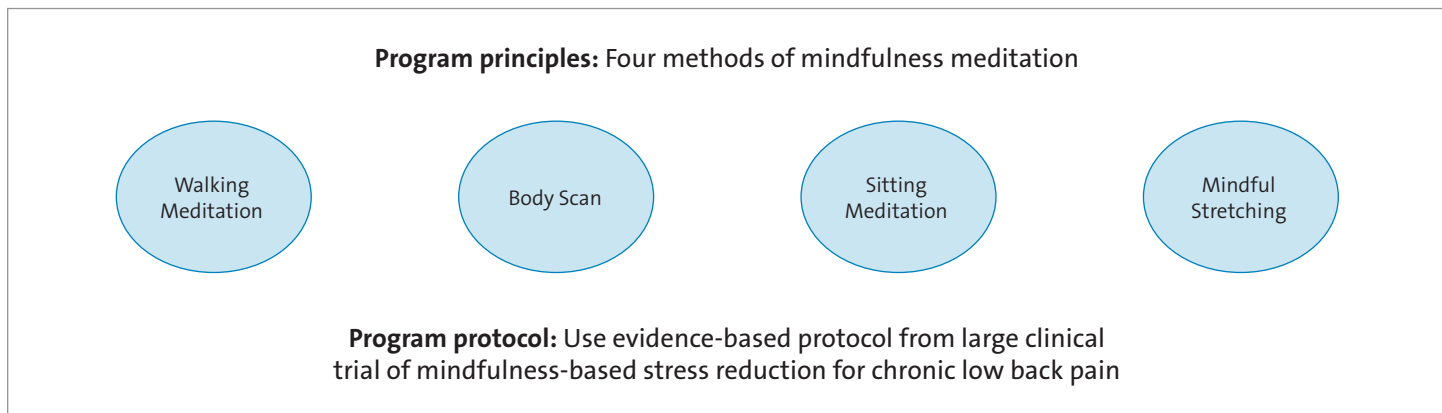 Program principles: Four methods of mindfulness meditation
Walking
Meditation
Body Scan
Sitting
Meditation
Mindful
Stretching
Program protocol: Use evidence-based protocol from large clinical
trial of mindfulness-based stress reduction for chronic low back pain